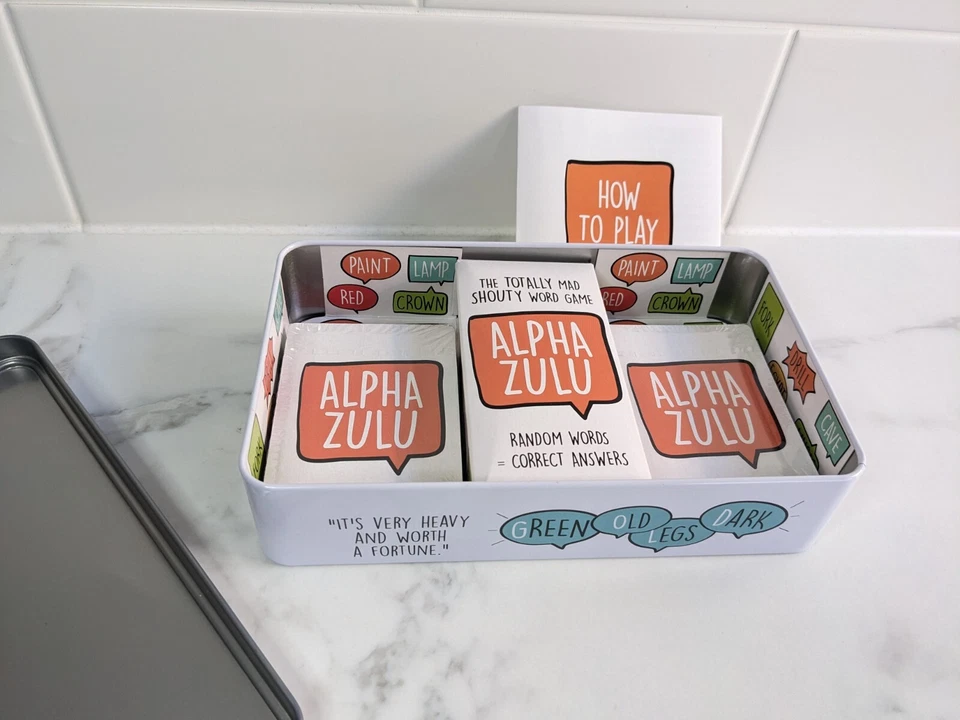 HOW
TO PLAY
PAINT
LAMP
RED
CROWN
THE TOTALLY MAD
SHOUTY WORD GAME
ALPHA
ZULU
RANDOM WORDS
= CORRECT ANSWERS
PAINT
LAMP
RED
CROWN
FORK
DRILL
CAVE
ALPHA
ZULU
ALPHA
ZULU
"IT'S VERY HEAVY
AND WORTH
A FORTUNE."
GREEN OLD LEGS DARK